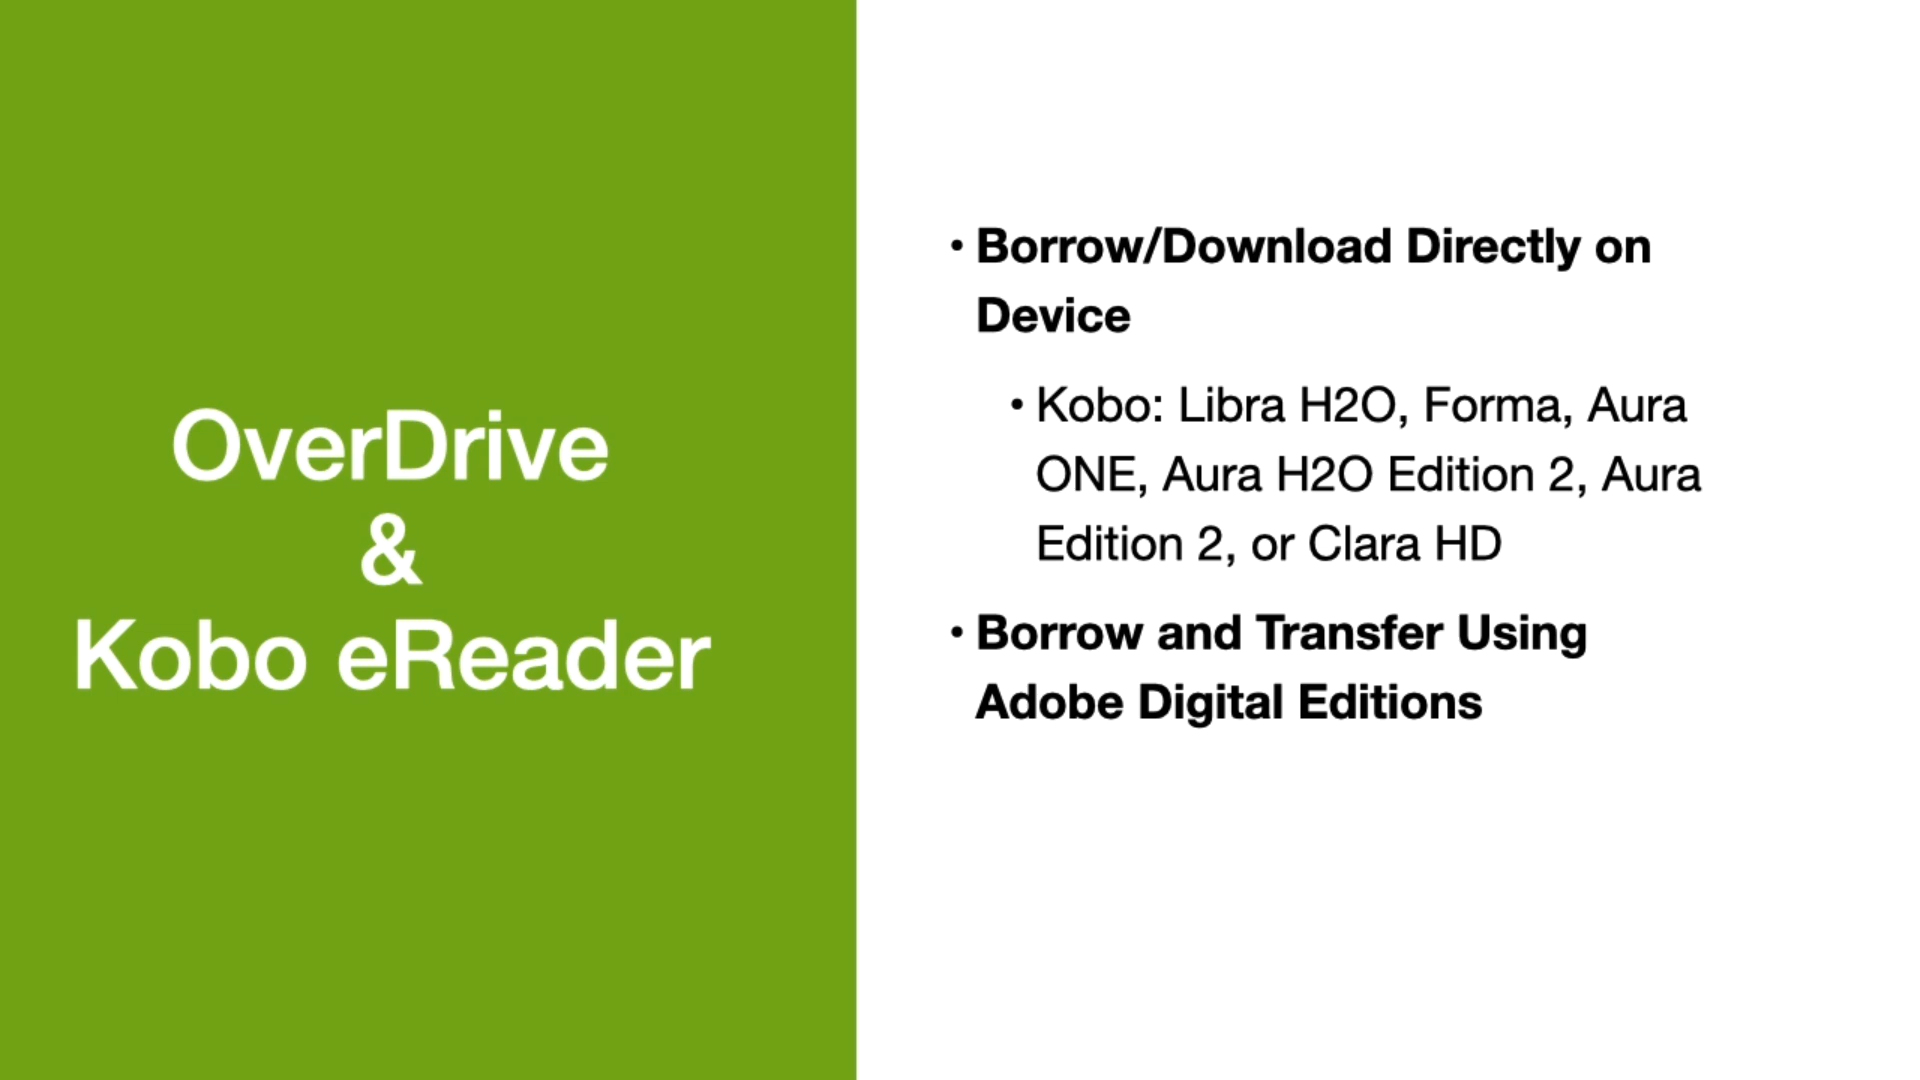 OverDrive
&
Kobo eReader
• Borrow/Download Directly on
Device
• Kobo: Libra H2O, Forma, Aura
ONE, Aura H2O Edition 2, Aura
Edition 2, or Clara HD
• Borrow and Transfer Using
Adobe Digital Editions